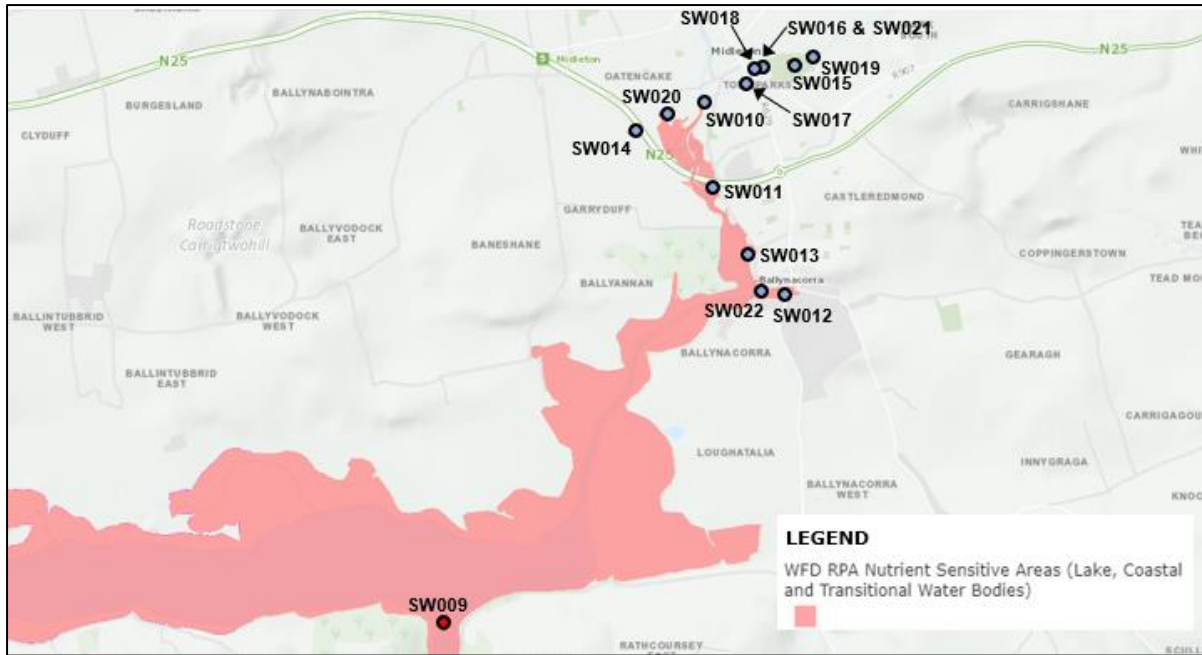 SW018
SW016 & SW021
N25
Midleton
9
Midleton
N25
R907
OATENCAKE
SW019
SW015
BURGESLAND
BALLYNABOINTRA
SW020
SW010
SW017
CARRIGSHANE
CLYDUFF
SW014
N25
SW011
CASTLEREDMOND
GARRYDUFF
Roadstone
Carrigtwohill
BALLYVODOCK
EAST
BANESHANE
COPPINGERSTOWN
SW013
Ballynacorra
BALLYANNAN
SW022
SW012
BALLINTUBBRID
WEST
BALLYVODOCK
WEST
BALLYNACORRA
GEARAGH
BALLINTUBBRID
EAST
LOUGHATALIA
INNYGRAGA
BALLYNACORRA
WEST
LEGEND
WFD RPA Nutrient Sensitive Areas (Lake, Coastal
and Transitional Water Bodies)
SW009
RATHCOURSEY